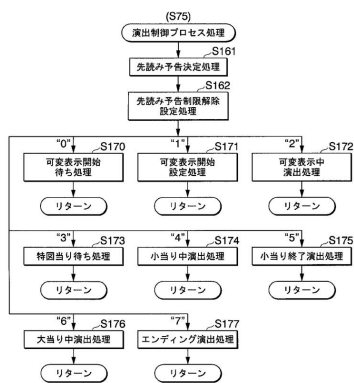 (S75)
演出制御プロセス処理
S161
先読み予告決定処理
S162
先読み予告制限解除
設定処理
"0" S170 "1" S171 "2" S172
可変表示開始
待ち処理
可変表示開始
設定処理
可変表示中
演出処理
リターン リターン リターン
"3" S173 "4" S174 "5" S175
特図当り待ち処理 小当り中演出処理 小当り終了演出処理
リターン リターン リターン
"6" S176 "7" S177
大当り中演出処理 エンディング演出処理
リターン リターン